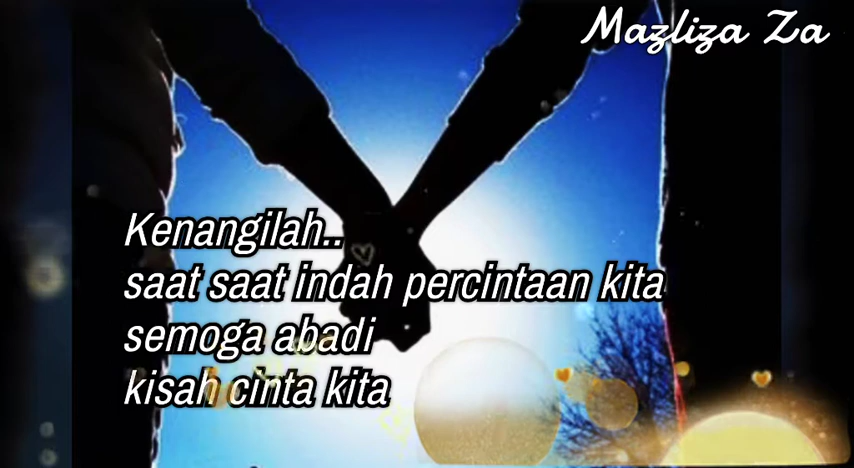 Mazliza Za
Kenangilah..
saat saat indah percintaan kita
semoga abadi
kisah cinta kita